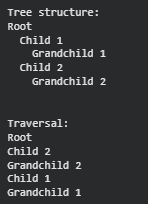 Tree structure:
Root
  Child 1
    Grandchild 1
  Child 2
    Grandchild 2

Traversal:
Root
Child 2
Grandchild 2
Child 1
Grandchild 1